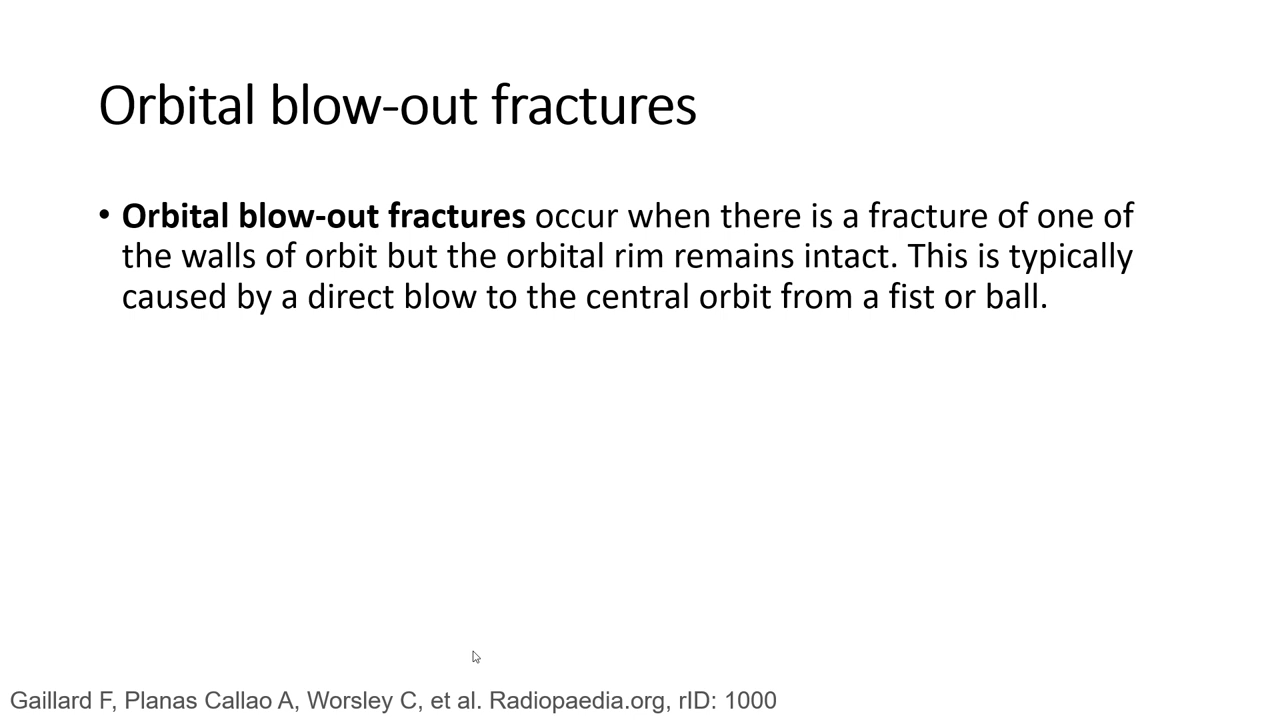 Orbital blow-out fractures
• Orbital blow-out fractures occur when there is a fracture of one of
the walls of orbit but the orbital rim remains intact. This is typically
caused by a direct blow to the central orbit from a fist or ball.
Gaillard F, Planas Callao A, Worsley C, et al. Radiopaedia.org, rID: 1000